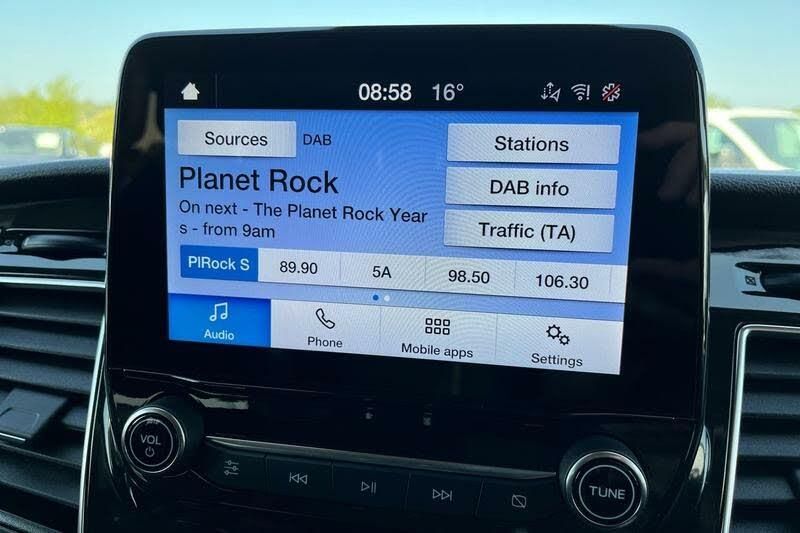 08:58 16°
Sources DAB
Stations
Planet Rock
DAB info
On next - The Planet Rock Year
s - from 9am
Traffic (TA)
PlRock S 89.90 5A 98.50 106.30
Audio Phone Mobile apps Settings
VOL
TUNE